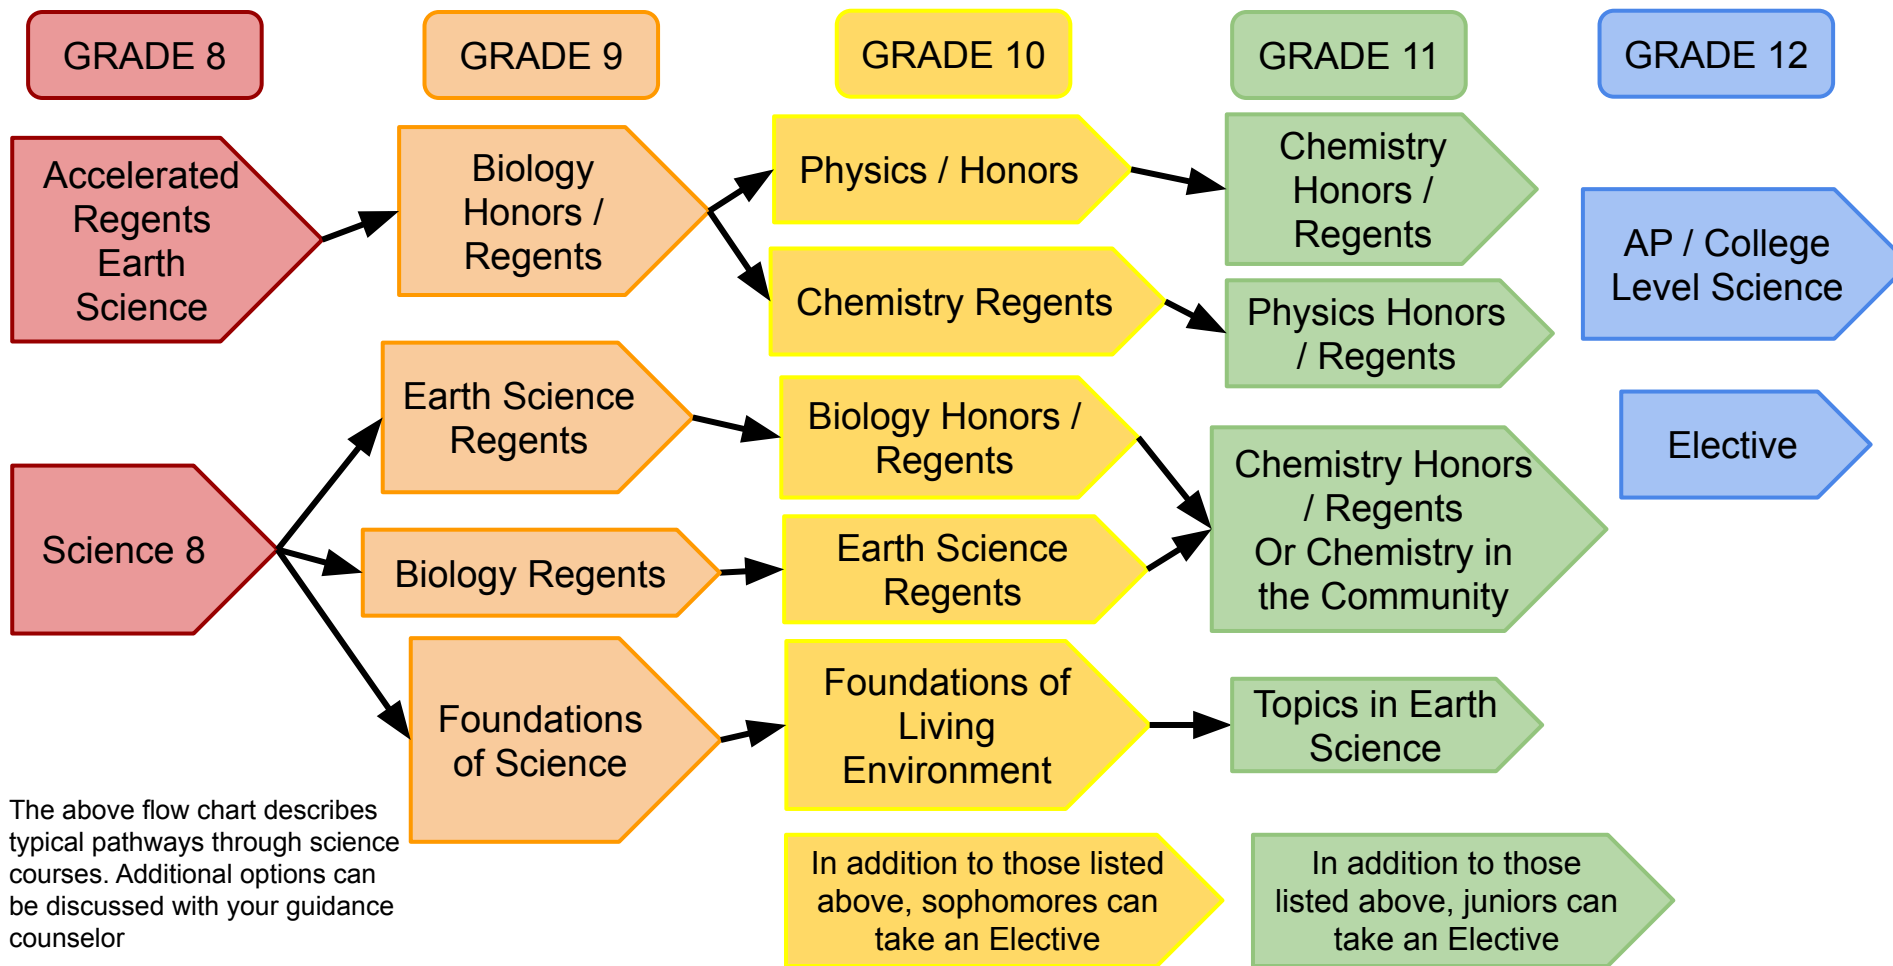 GRADE 8
GRADE 9
GRADE 10
GRADE 11
GRADE 12
Accelerated
Regents
Earth
Science
Biology
Honors /
Regents
Physics / Honors
Chemistry
Honors /
Regents
Chemistry Regents
Physics Honors
/ Regents
AP / College
Level Science
Elective
Science 8
Earth Science
Regents
Biology Honors /
Regents
Chemistry Honors
/ Regents
Or Chemistry in
the Community
Biology Regents
Earth Science
Regents
Foundations
of Science
Foundations of
Living
Environment
Topics in Earth
Science
The above flow chart describes
typical pathways through science
courses. Additional options can
be discussed with your guidance
counselor
In addition to those listed
above, sophomores can
take an Elective
In addition to those
listed above, juniors can
take an Elective